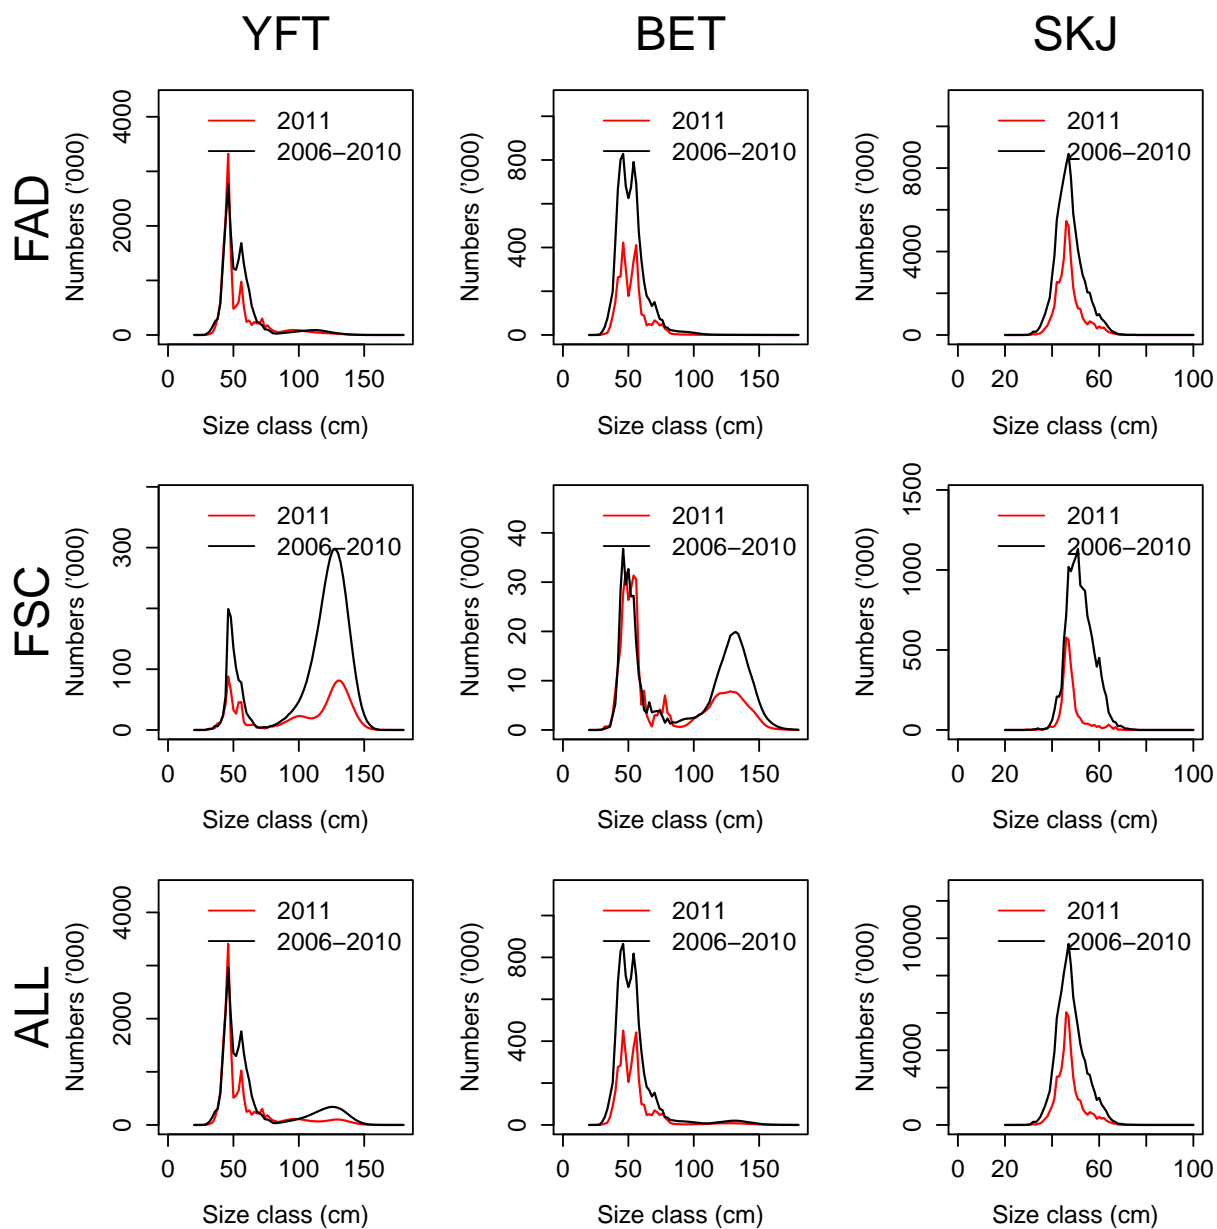 YFT BET SKJ
FAD
Numbers ('000)
0 2000 4000
2011
2006−2010
0 50 100 150
Size class (cm)
Numbers ('000)
0 400 800
2011
2006−2010
0 50 100 150
Size class (cm)
Numbers ('000)
0 4000 8000
2011
2006−2010
0 20 60 100
Size class (cm)
FSC
Numbers ('000)
0 100 300
2011
2006−2010
0 50 100 150
Size class (cm)
Numbers ('000)
0 10 20 30 40
2011
2006−2010
0 50 100 150
Size class (cm)
Numbers ('000)
0 500 1000 1500
2011
2006−2010
0 20 60 100
Size class (cm)
ALL
Numbers ('000)
0 2000 4000
2011
2006−2010
0 50 100 150
Size class (cm)
Numbers ('000)
0 400 800
2011
2006−2010
0 50 100 150
Size class (cm)
Numbers ('000)
0 4000 10000
2011
2006−2010
0 20 60 100
Size class (cm)